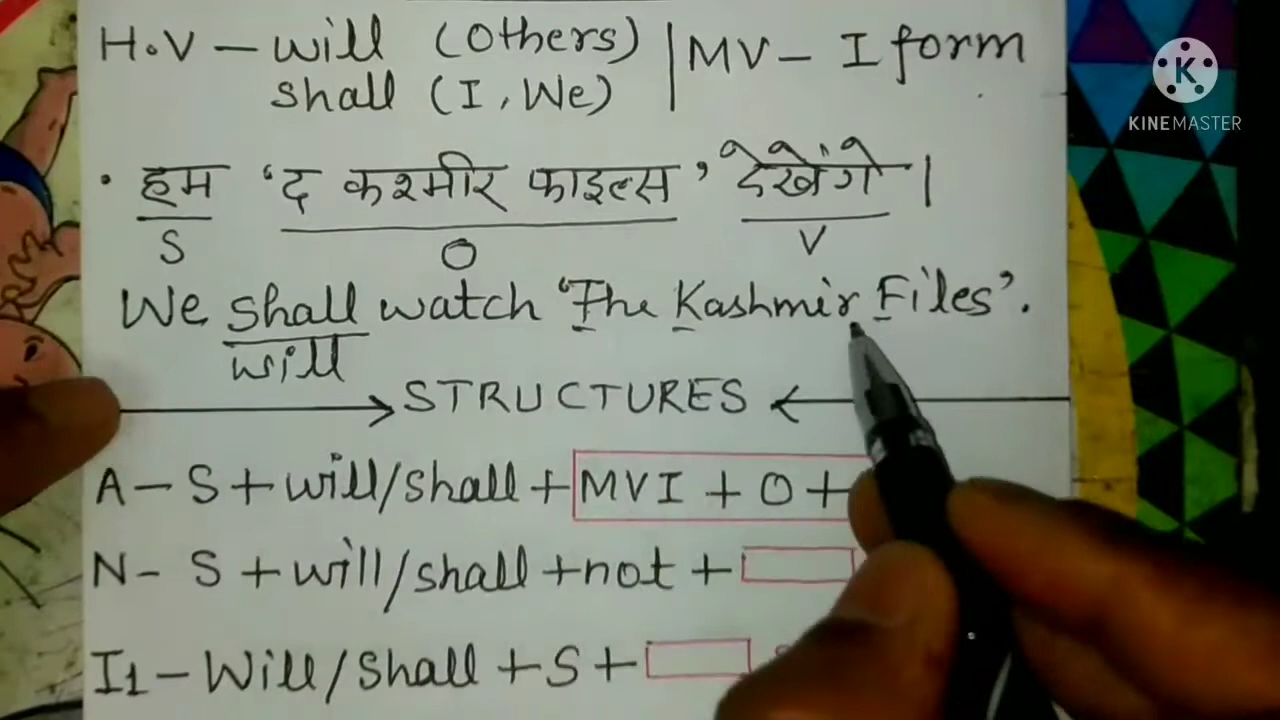 H.V – will (Others) | MV – I form
shall (I, We)
KINEMASTER
• हम ‘द कश्मीर फाइल्स’ देखेंगे |
S O V
We shall watch ‘The Kashmir Files’.
will
STRUCTURES
A – S + will/shall + MVI + O +
N – S + will/shall + not +
I1 – Will/Shall + S +